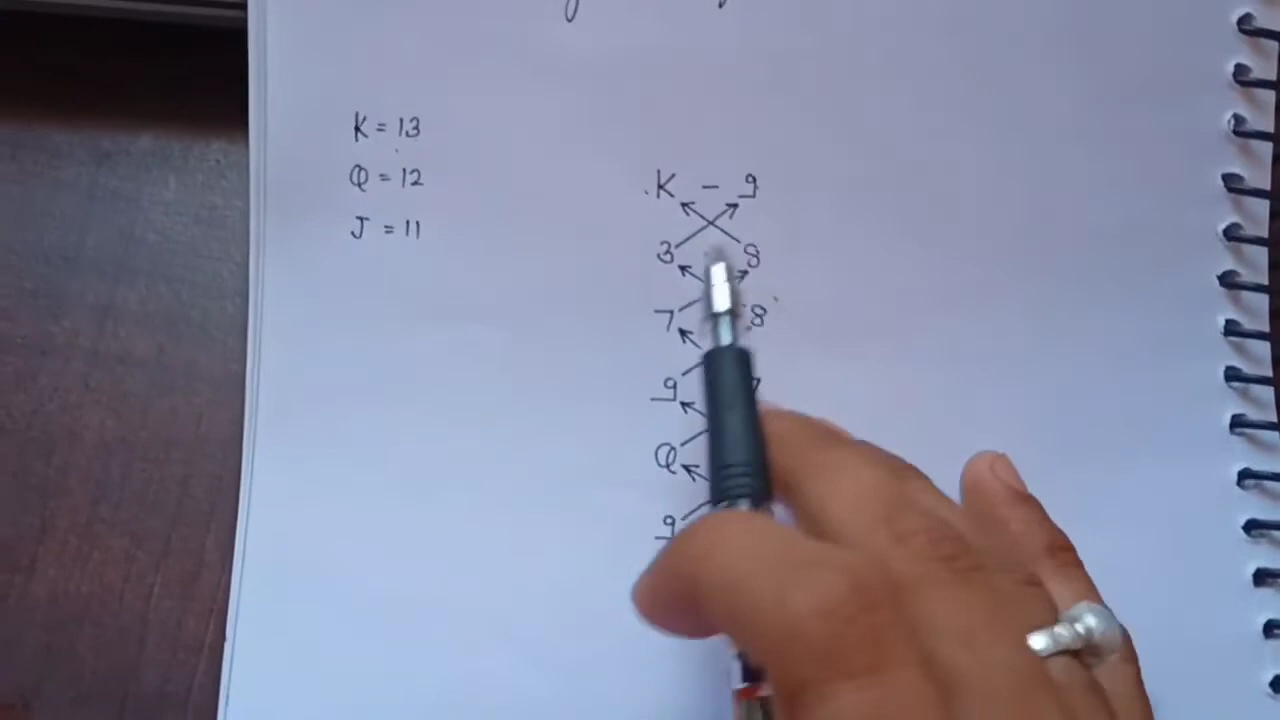 K = 13
Q = 12
J = 11
K - 9
3 8
7 8
9
Q
9